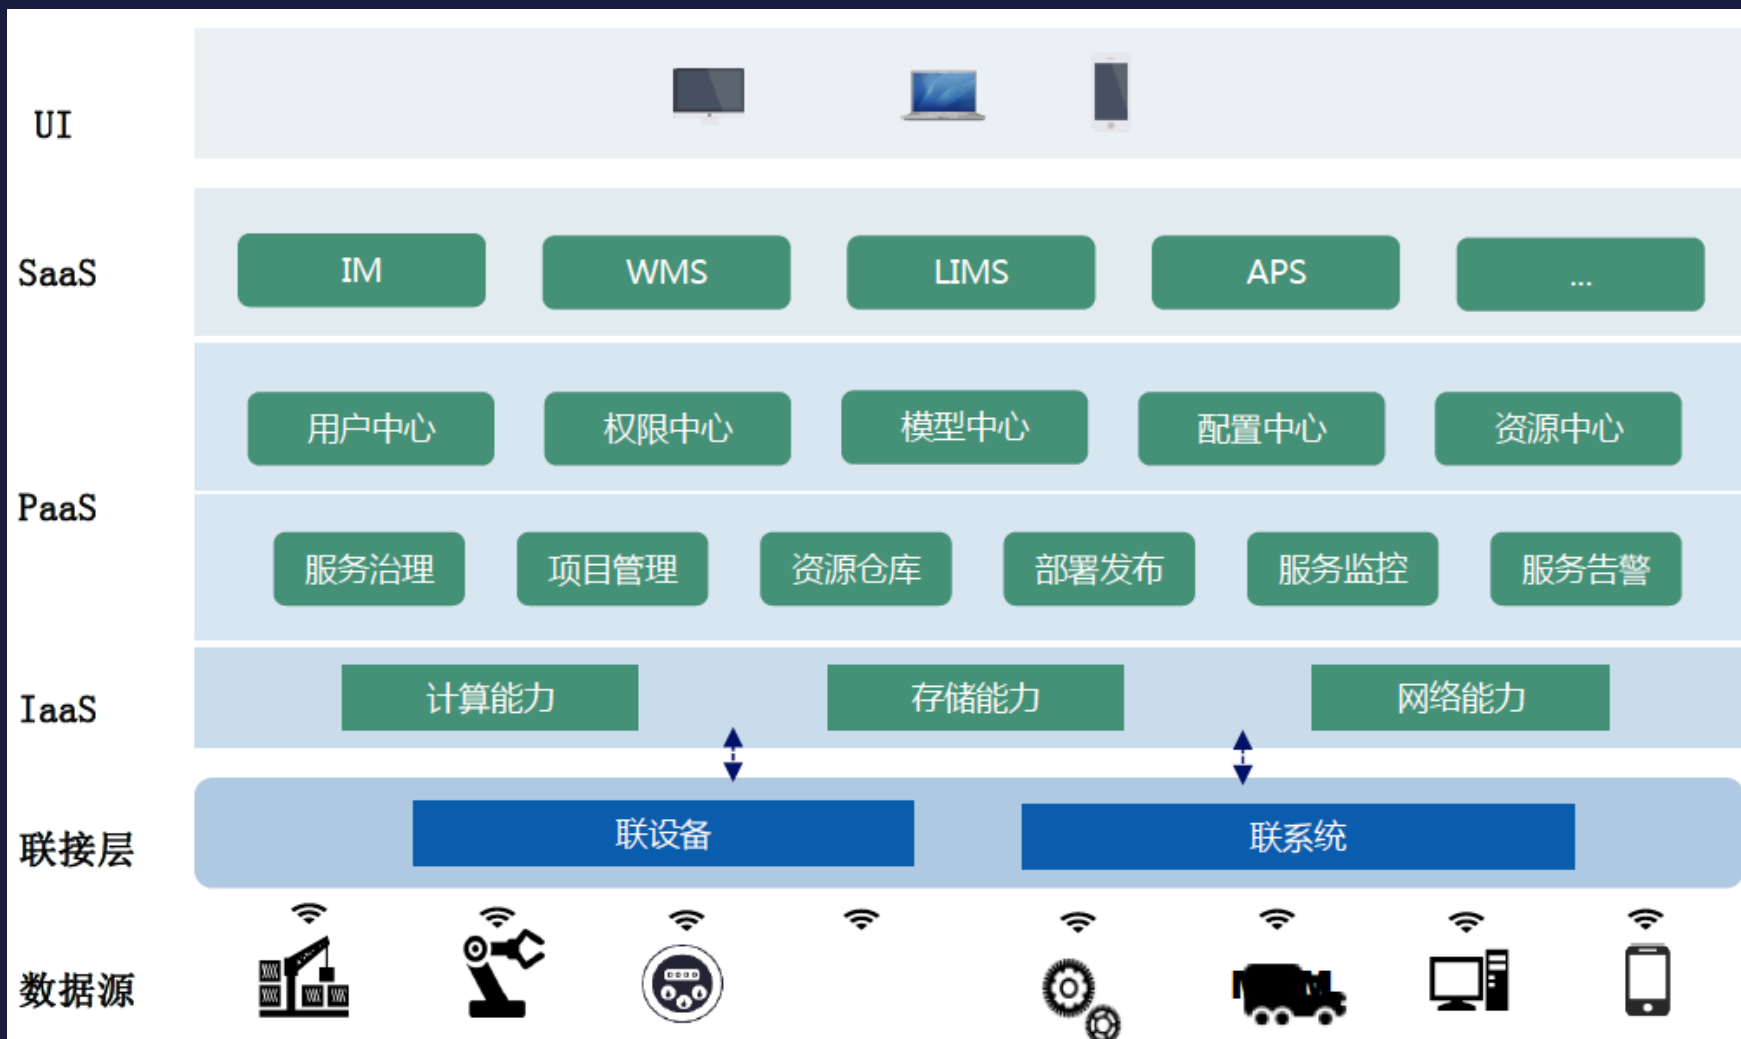 UI
SaaS
IM
WMS
LIMS
APS
...
用户中心
权限中心
模型中心
配置中心
资源中心
PaaS
服务治理
项目管理
资源仓库
部署发布
服务监控
服务告警
IaaS
计算能力
存储能力
网络能力
联接层
联设备
联系统
数据源